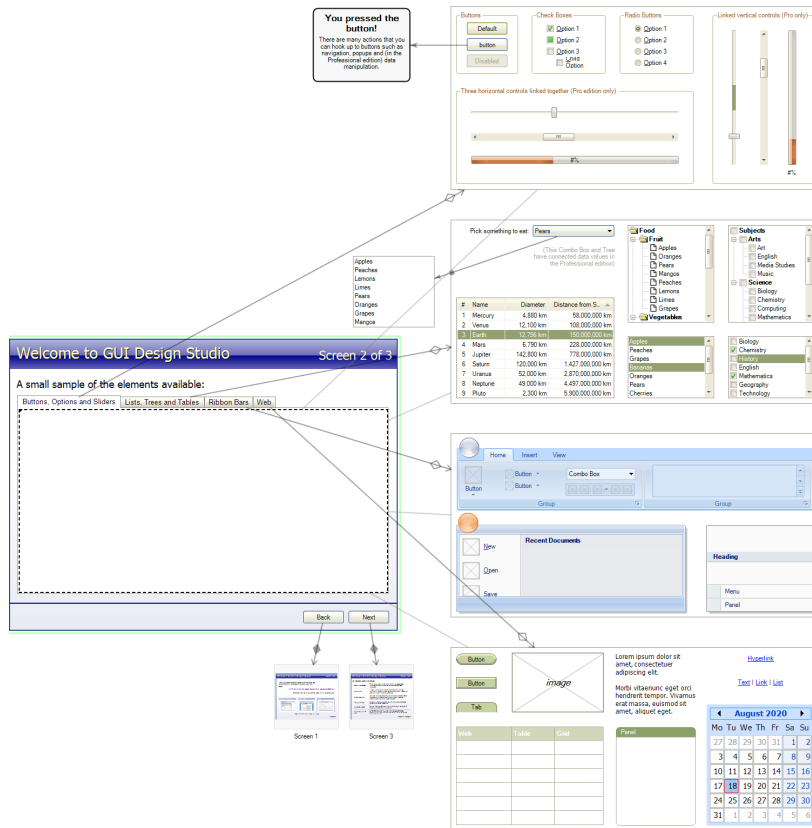 You pressed the
button!
There are many actions that you
can hook up to buttons such as
navigation, popups and (in the
Professional edition) data
manipulation.
Buttons
Default
button
Disabled
Check Boxes
Option 1
Option 2
Option 3
Child
Option
Radio Buttons
Option 1
Option 2
Option 3
Option 4
Linked vertical controls (Pro only)
#%
Three horizontal controls linked together (Pro edition only)
#%
Pick something to eat: Pears
(This Combo Box and Tree
have connected data values in
the Professional edition)
Apples
Peaches
Lemons
Limes
Pears
Oranges
Grapes
Mangos
Food
Fruit
Apples
Oranges
Pears
Mangos
Peaches
Lemons
Limes
Grapes
Vegetables
Subjects
Arts
Art
English
Media Studies
Music
Science
Biology
Chemistry
Computing
Mathematics
# Name Diameter Distance from S..
1 Mercury 4,880 km 58,000,000 km
2 Venus 12,100 km 108,000,000 km
3 Earth 12,756 km 150,000,000 km
4 Mars 6,790 km 228,000,000 km
5 Jupiter 142,800 km 778,000,000 km
6 Saturn 120,000 km 1,427,000,000 km
7 Uranus 52,000 km 2,870,000,000 km
8 Neptune 49,000 km 4,497,000,000 km
9 Pluto 2,300 km 5,900,000,000 km
Apples
Peaches
Grapes
Bananas
Oranges
Pears
Cherries
Biology
Chemistry
History
English
Mathematics
Geography
Technology
Welcome to GUI Design Studio
Screen 2 of 3
A small sample of the elements available:
Buttons, Options and Sliders
Lists, Trees and Tables
Ribbon Bars
Web
Back
Next
Screen 1
Screen 3
Home Insert View
Button
Button
Button
Combo Box
Group
Group
New
Open
Save
Recent Documents
Heading
Menu
Panel
Button
Button
Tab
image
Lorem ipsum dolor sit
amet, consectetuer
adipiscing elit.
Morbi vitaenunc eget orci
hendrerit tempor. Vivamus
erat massa, euismod sit
amet, aliquet eget.
Hyperlink
Text | Link | List
Web Table Grid
Panel
August 2020
Mo Tu We Th Fr Sa Su
27 28 29 30 31 1 2
3 4 5 6 7 8 9
10 11 12 13 14 15 16
17 18 19 20 21 22 23
24 25 26 27 28 29 30
31 1 2 3 4 5 6